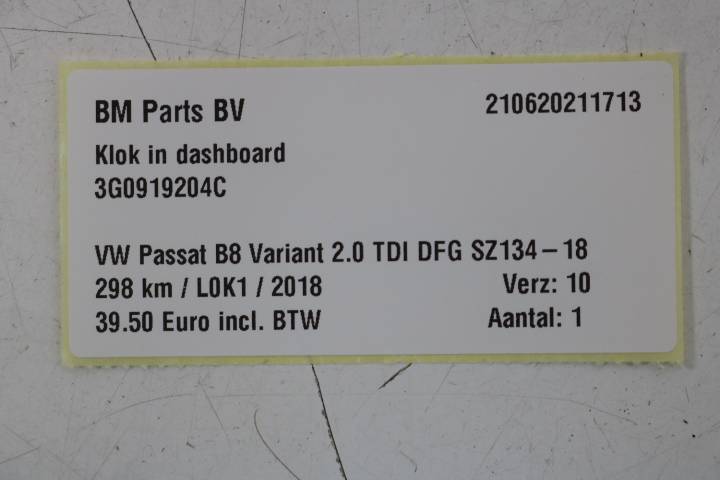 BM Parts BV 210620211713
Klok in dashboard
3G0919204C
VW Passat B8 Variant 2.0 TDI DFG SZ134-18
298 km / L0K1 / 2018 Verz: 10
39.50 Euro incl. BTW Aantal: 1